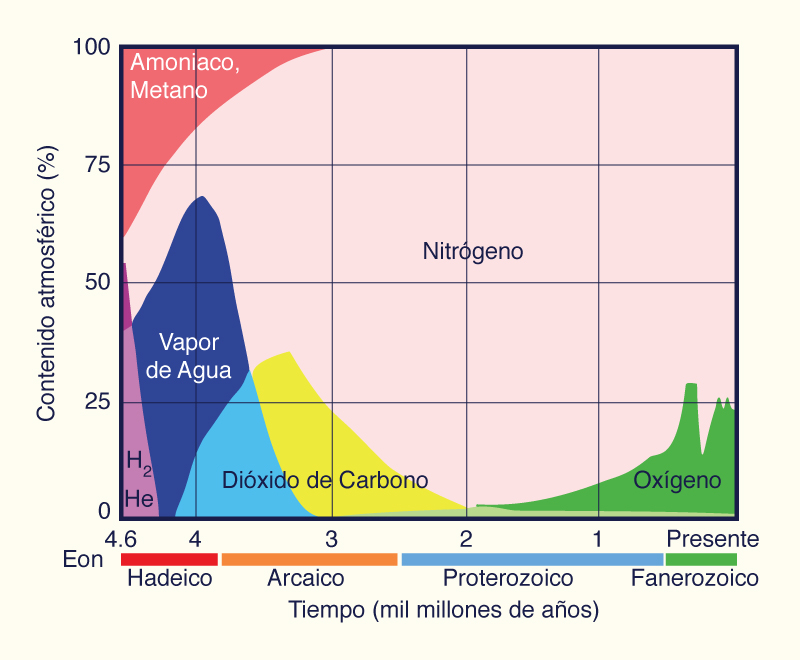 100
Amoniaco,
Metano
75
Nitrógeno
50
Vapor
de Agua
25
H2
He
Dióxido de Carbono
Oxígeno
0
Contenido atmosférico (%)
4.6 4 3 2 1 Presente
Eon
Hadeico Arcaico Proterozoico Fanerozoico
Tiempo (mil millones de años)